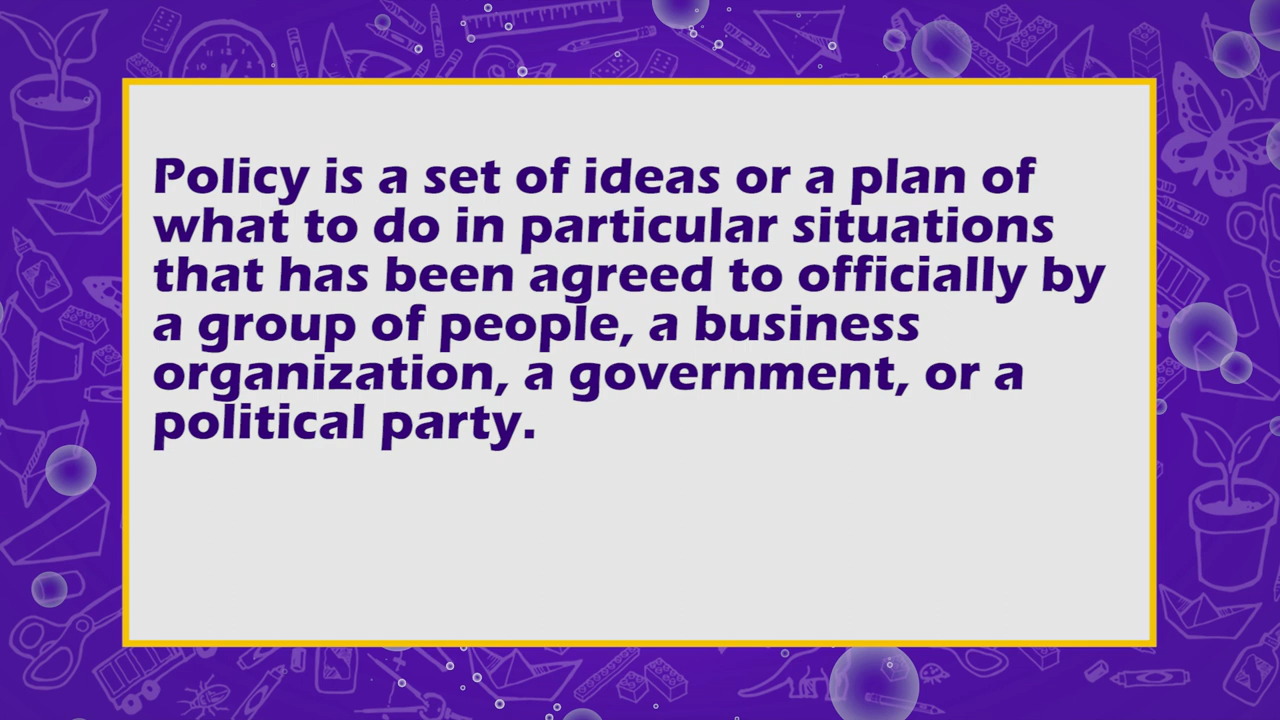 Policy is a set of ideas or a plan of
what to do in particular situations
that has been agreed to officially by
a group of people, a business
organization, a government, or a
political party.